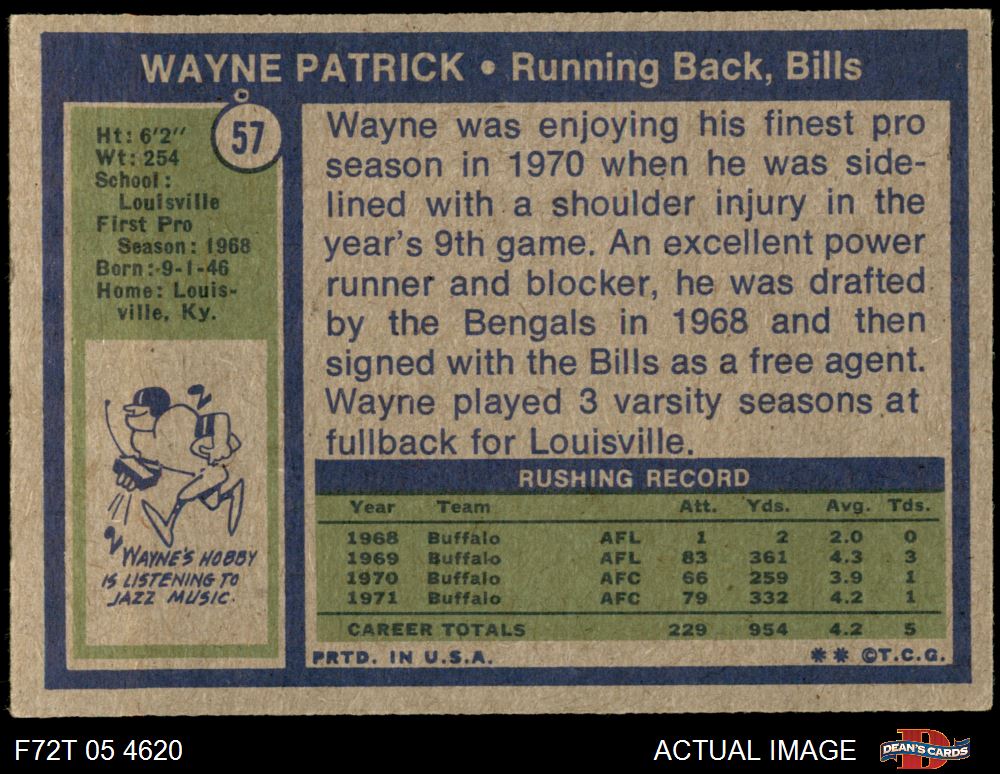 WAYNE PATRICK • Running Back, Bills
57
Ht: 6'2"
Wt: 254
School:
Louisville
First Pro
Season: 1968
Born: 9-1-46
Home: Louis-
ville, Ky.
WAYNE'S HOBBY
IS LISTENING TO
JAZZ MUSIC.
Wayne was enjoying his finest pro
season in 1970 when he was side-
lined with a shoulder injury in the
year's 9th game. An excellent power
runner and blocker, he was drafted
by the Bengals in 1968 and then
signed with the Bills as a free agent.
Wayne played 3 varsity seasons at
fullback for Louisville.
RUSHING RECORD
Year Team Att. Yds. Avg. Tds.
1968 Buffalo AFL 1 2 2.0 0
1969 Buffalo AFL 83 361 4.3 3
1970 Buffalo AFC 66 259 3.9 1
1971 Buffalo AFC 79 332 4.2 1
CAREER TOTALS 229 954 4.2 5
PRTD. IN U.S.A. ** ©T.C.G.
F72T 05 4620 ACTUAL IMAGE DEAN'S CARDS